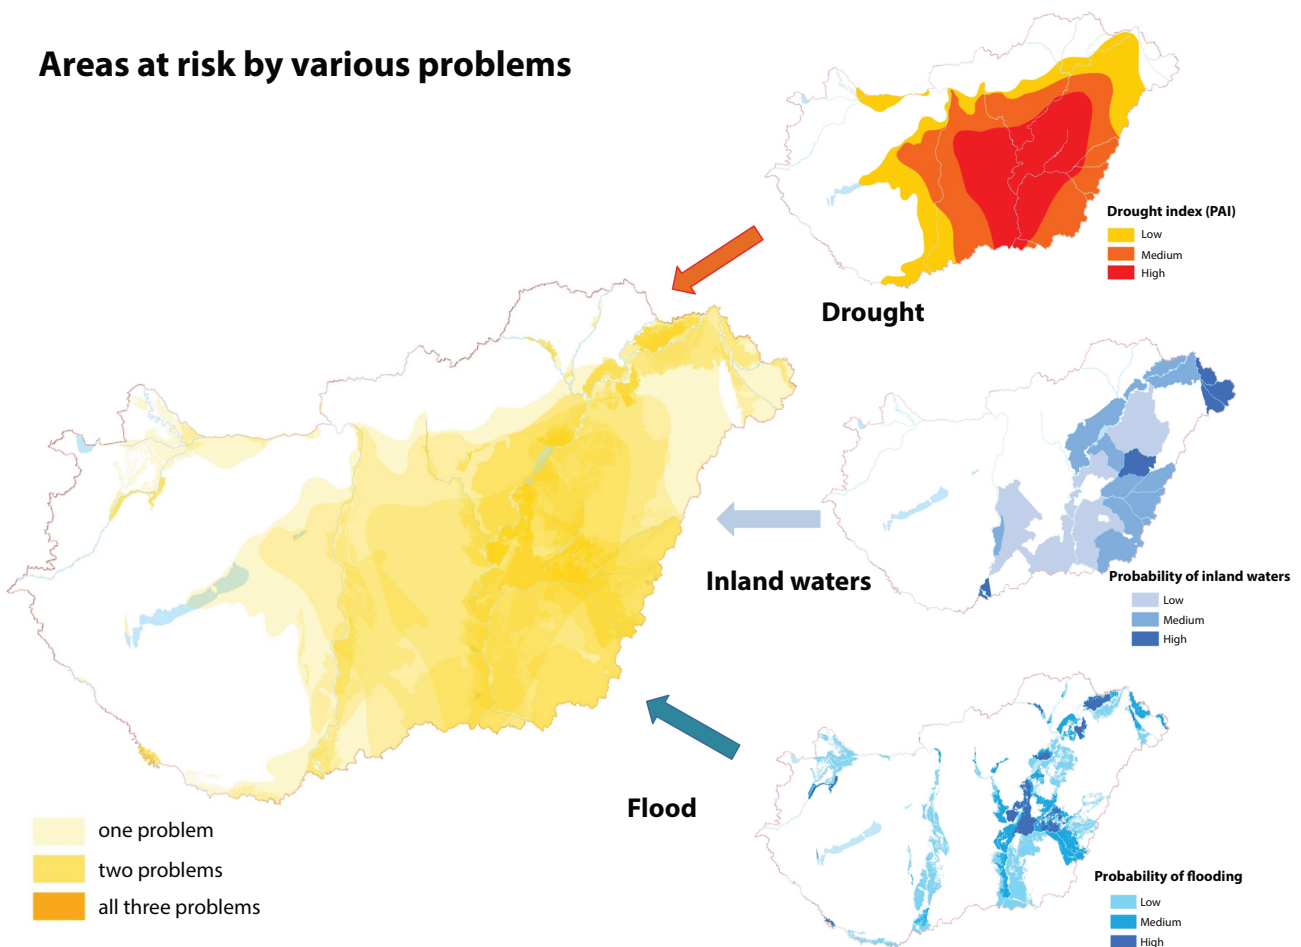 Areas at risk by various problems
Drought index (PAI)
Low
Medium
High
Drought
Inland waters
Probability of inland waters
Low
Medium
High
Flood
Probability of flooding
Low
Medium
High
one problem
two problems
all three problems